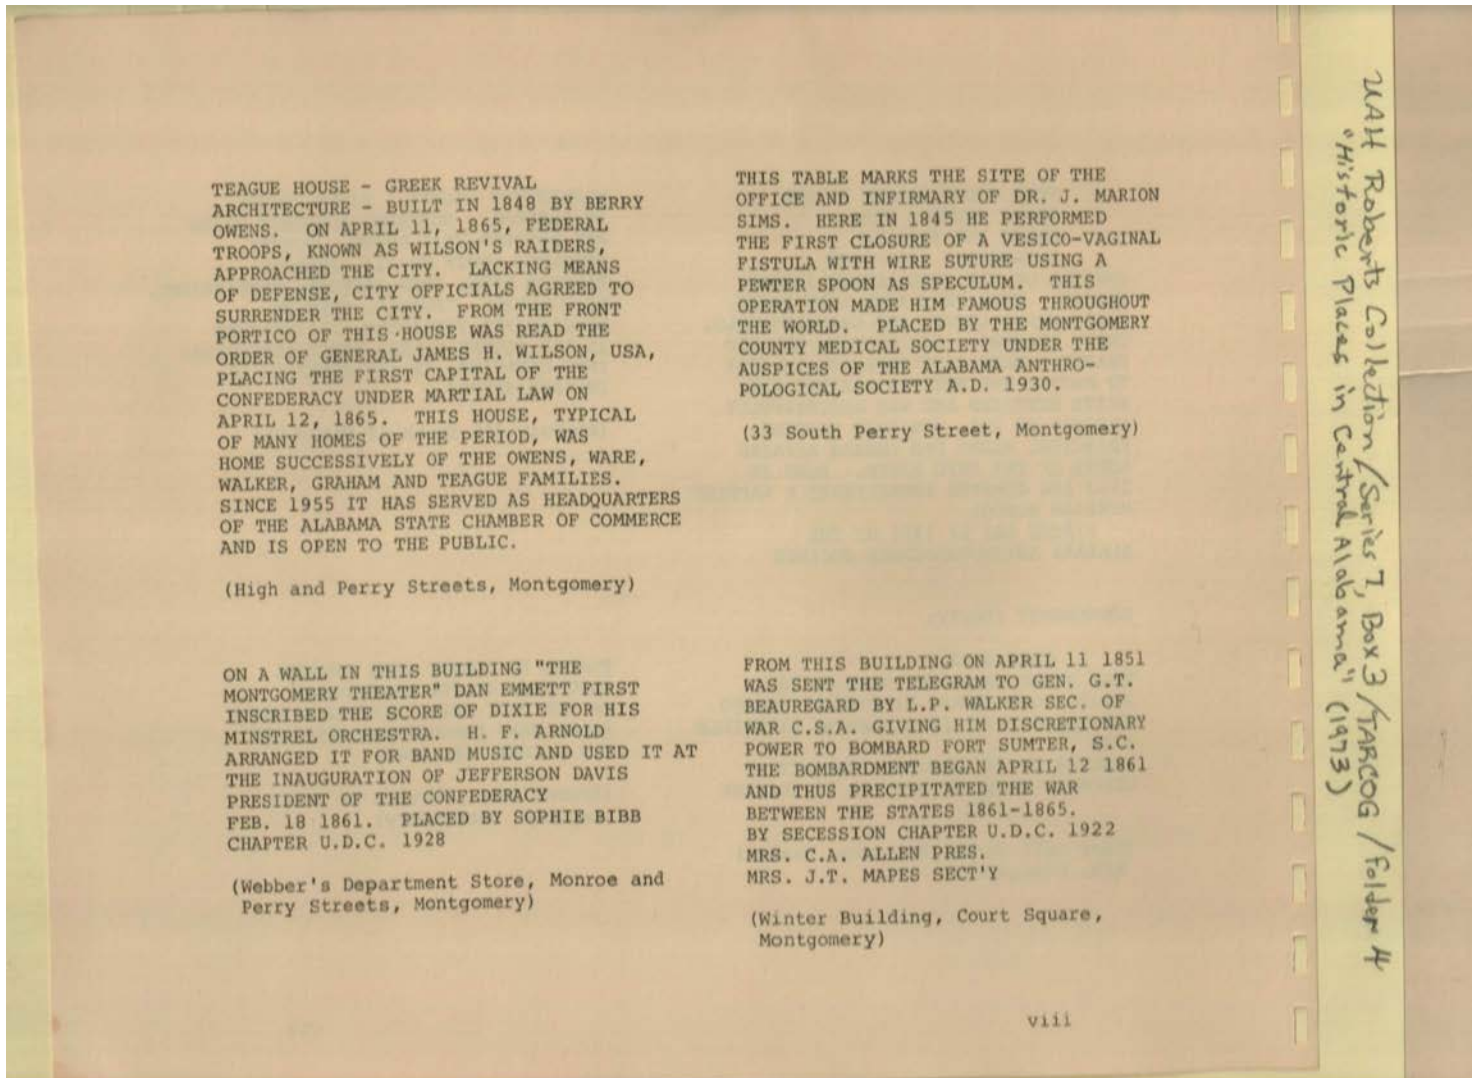 TEAGUE HOUSE - GREEK REVIVAL
ARCHITECTURE - BUILT IN 1848 BY BERRY
OWENS. ON APRIL 11, 1865, FEDERAL
TROOPS, KNOWN AS WILSON'S RAIDERS,
APPROACHED THE CITY. LACKING MEANS
OF DEFENSE, CITY OFFICIALS AGREED TO
SURRENDER THE CITY. FROM THE FRONT
PORTICO OF THIS HOUSE WAS READ THE
ORDER OF GENERAL JAMES H. WILSON, USA,
PLACING THE FIRST CAPITAL OF THE
CONFEDERACY UNDER MARTIAL LAW ON
APRIL 12, 1865. THIS HOUSE, TYPICAL
OF MANY HOMES OF THE PERIOD, WAS
HOME SUCCESSIVELY OF THE OWENS, WARE,
WALKER, GRAHAM AND TEAGUE FAMILIES.
SINCE 1955 IT HAS SERVED AS HEADQUARTERS
OF THE ALABAMA STATE CHAMBER OF COMMERCE
AND IS OPEN TO THE PUBLIC.
(High and Perry Streets, Montgomery)
ON A WALL IN THIS BUILDING "THE
MONTGOMERY THEATER" DAN EMMETT FIRST
INSCRIBED THE SCORE OF DIXIE FOR HIS
MINSTREL ORCHESTRA. H. F. ARNOLD
ARRANGED IT FOR BAND MUSIC AND USED IT AT
THE INAUGURATION OF JEFFERSON DAVIS
PRESIDENT OF THE CONFEDERACY
FEB. 18 1861. PLACED BY SOPHIE BIBB
CHAPTER U.D.C. 1928
(Webber's Department Store, Monroe and
Perry Streets, Montgomery)
THIS TABLE MARKS THE SITE OF THE
OFFICE AND INFIRMARY OF DR. J. MARION
SIMS. HERE IN 1845 HE PERFORMED
THE FIRST CLOSURE OF A VESICO-VAGINAL
FISTULA WITH WIRE SUTURE USING A
PEWTER SPOON AS SPECULUM. THIS
OPERATION MADE HIM FAMOUS THROUGHOUT
THE WORLD. PLACED BY THE MONTGOMERY
COUNTY MEDICAL SOCIETY UNDER THE
AUSPICES OF THE ALABAMA ANTHRO-
POLOGICAL SOCIETY A.D. 1930.
(33 South Perry Street, Montgomery)
FROM THIS BUILDING ON APRIL 11 1851
WAS SENT THE TELEGRAM TO GEN. G.T.
BEAUREGARD BY L.P. WALKER SEC. OF
WAR C.S.A. GIVING HIM DISCRETIONARY
POWER TO BOMBARD FORT SUMTER, S.C.
THE BOMBARDMENT BEGAN APRIL 12 1861
AND THUS PRECIPITATED THE WAR
BETWEEN THE STATES 1861-1865.
BY SECESSION CHAPTER U.D.C. 1922
MRS. C.A. ALLEN PRES.
MRS. J.T. MAPES SECT'Y
(Winter Building, Court Square,
Montgomery)
viii
UAH Roberts Collection/Series 7, Box 3/TARCOG/folder 4
"Historic Places in Central Alabama" (1973)